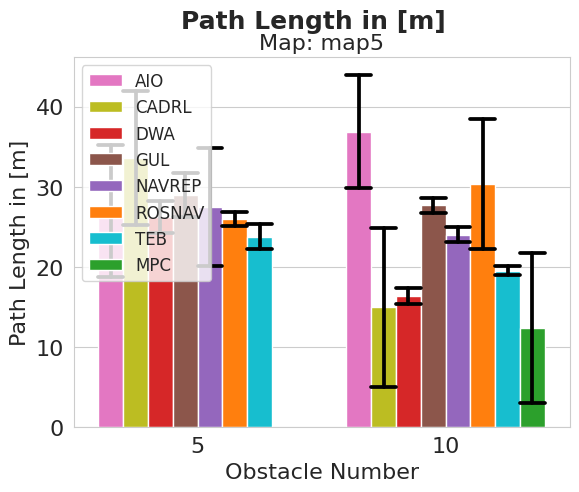 Path Length in [m]
Map: map5
Path Length in [m]
40
30
20
10
0
AIO
CADRL
DWA
GUL
NAVREP
ROSNAV
TEB
MPC
5
10
Obstacle Number